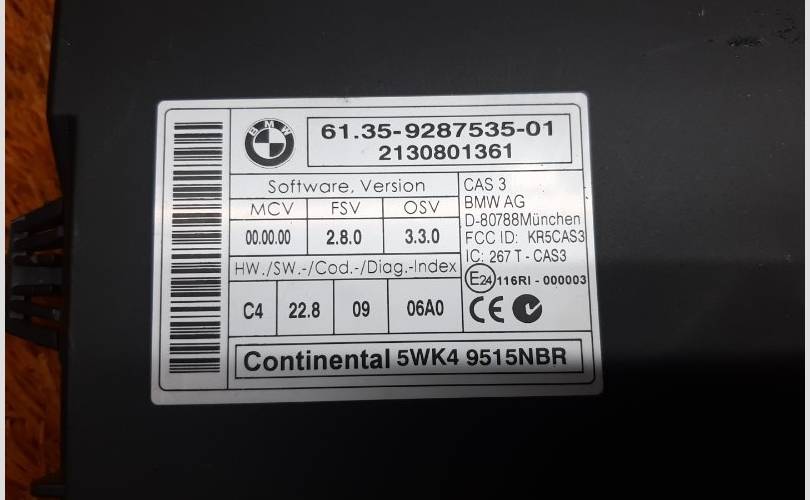 BMW
61.35-9287535-01
2130801361
Software, Version
MCV FSV OSV
00.00.00 2.8.0 3.3.0
HW./SW.-/Cod.-/Diag.-Index
C4 22.8 09 06A0
CAS 3
BMW AG
D-80788München
FCC ID: KR5CAS3
IC: 267 T - CAS3
E24 116RI - 000003
CE
Continental 5WK4 9515NBR